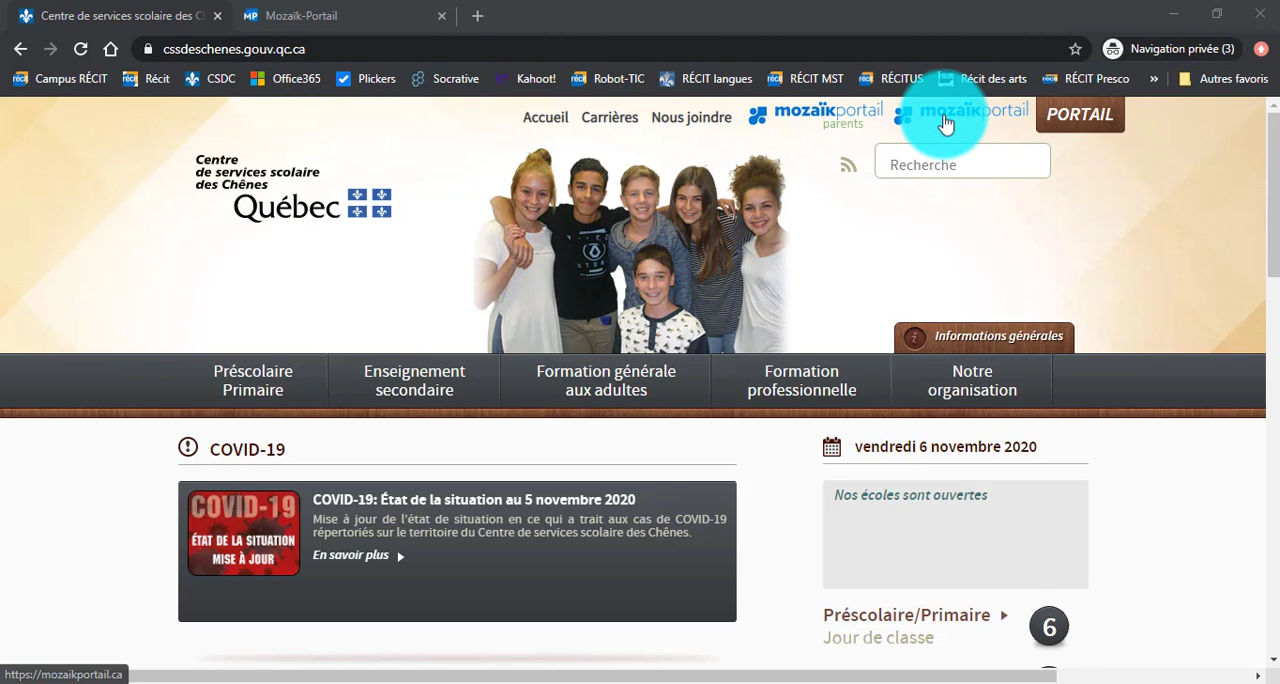 Centre de services scolaire des C
Mozaïk-Portail
cssdeschenes.gouv.qc.ca
Navigation privée (3)
Campus RÉCIT
Récit
CSDC
Office365
Plickers
Socrative
Kahoot!
Robot-TIC
RÉCIT langues
RÉCIT MST
RÉCITUS
Récit des arts
RÉCIT Presco
»
Autres favoris
Accueil
Carrières
Nous joindre
mozaïkportail
parents
mozaïkportail
PORTAIL
Recherche
Centre
de services scolaire
des Chênes
Québec
Informations générales
Préscolaire
Primaire
Enseignement
secondaire
Formation générale
aux adultes
Formation
professionnelle
Notre
organisation
COVID-19
COVID-19
ÉTAT DE LA SITUATION
MISE À JOUR
COVID-19: État de la situation au 5 novembre 2020
Mise à jour de l'état de situation en ce qui a trait aux cas de COVID-19
répertoriés sur le territoire du Centre de services scolaire des Chênes.
En savoir plus
vendredi 6 novembre 2020
Nos écoles sont ouvertes
Préscolaire/Primaire
Jour de classe
6
https://mozaikportail.ca